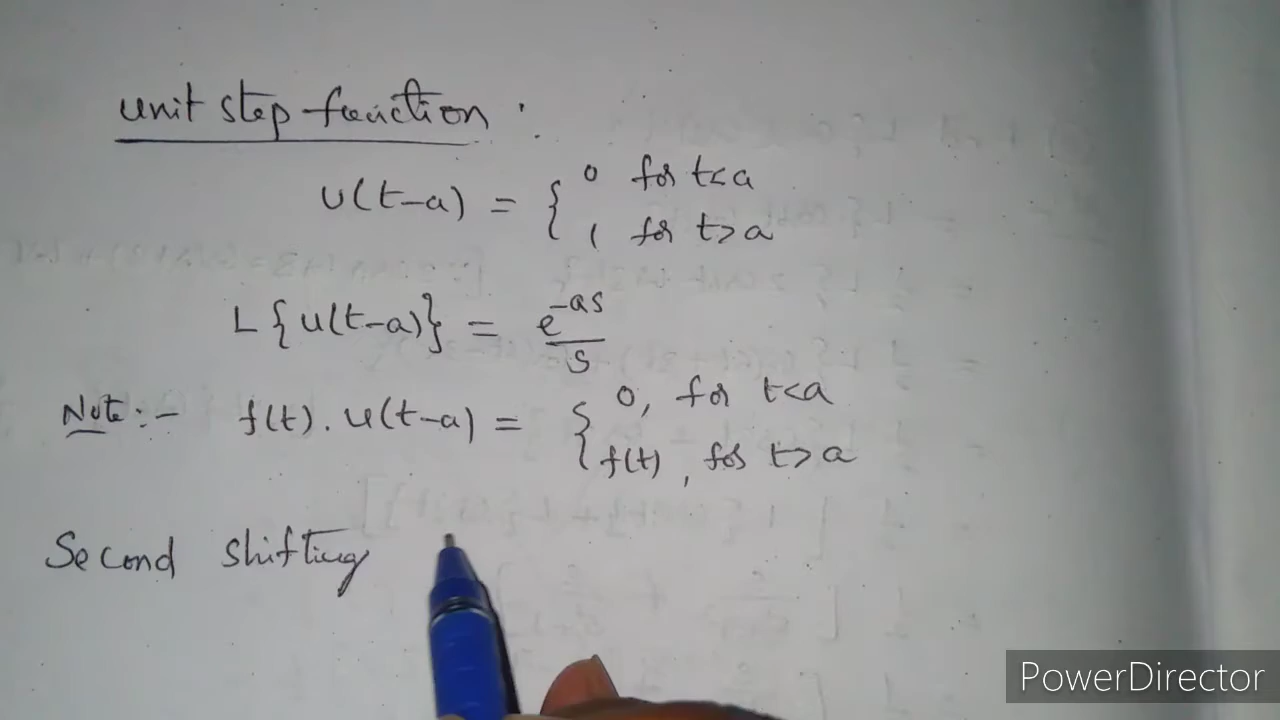 unit step function :
u(t-a) = { 0 for t<a
1 for t>a
L{u(t-a)} = e^-as / s
Note :- f(t). u(t-a) = { 0, for t<a
f(t), for t>a
Second shifting
PowerDirector